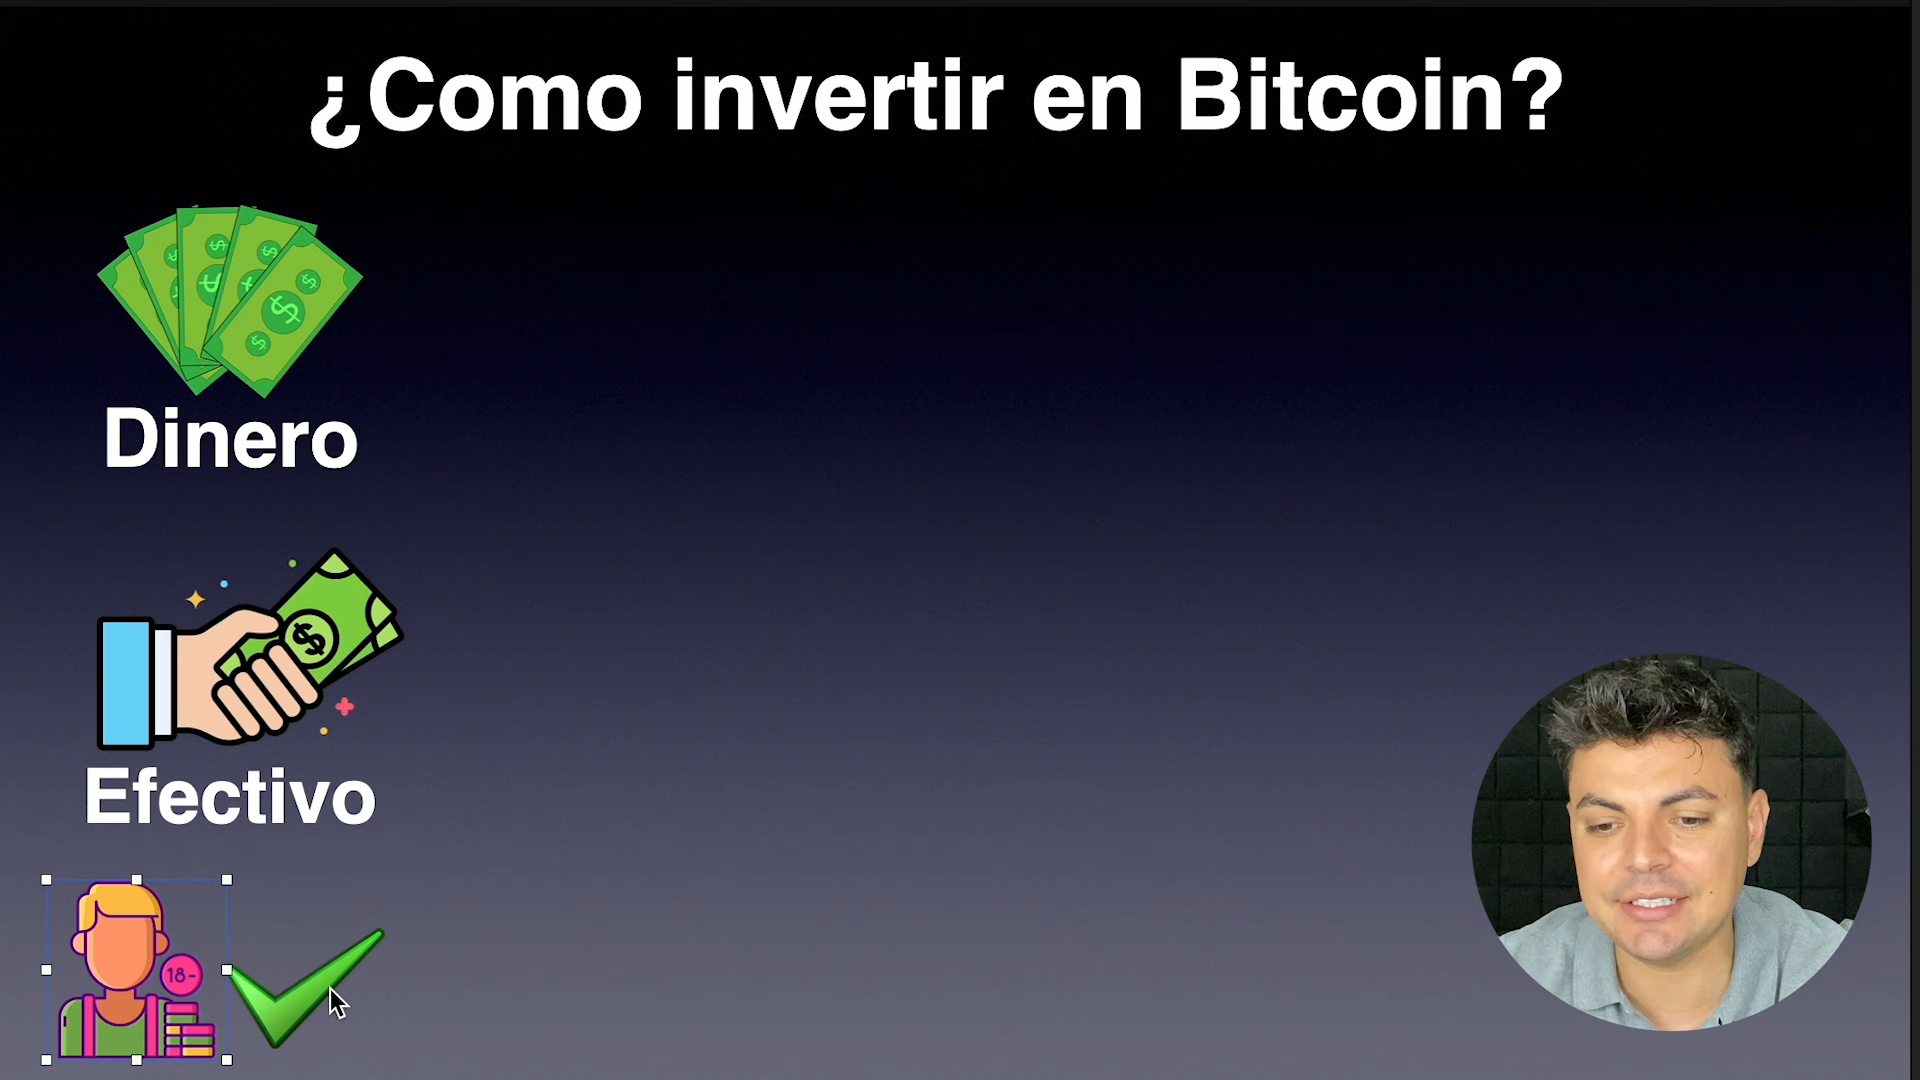 ¿Como invertir en Bitcoin?
$ $ $ $ $ $ $
Dinero
$
Efectivo
18-